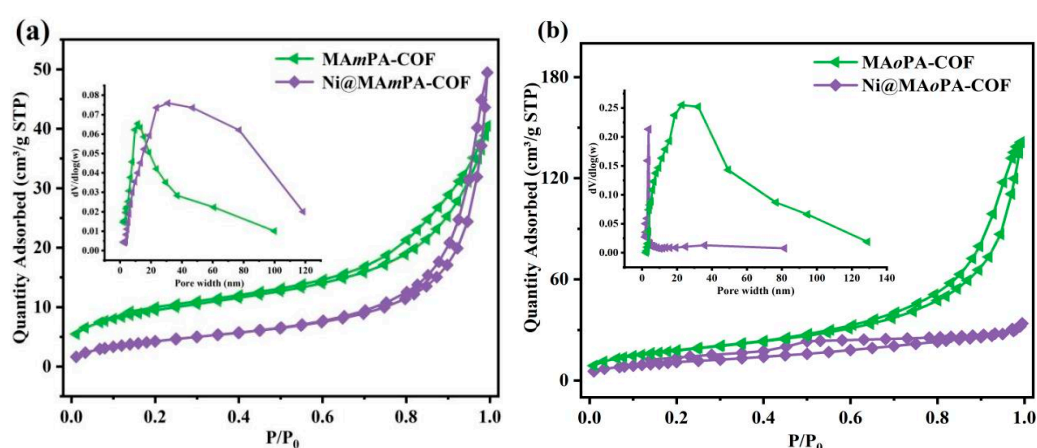 (a)
MAmPA-COF
Ni@MAmPA-COF
Quantity Adsorbed (cm³/g STP)
50
40
30
20
10
0
0.0 0.2 0.4 0.6 0.8 1.0
P/P₀
dV/dlog(w)
0.08
0.07
0.06
0.05
0.04
0.03
0.02
0.01
0.00
0 20 40 60 80 100 120
Pore width (nm)
(b)
MAoPA-COF
Ni@MAoPA-COF
Quantity Adsorbed (cm³/g STP)
180
120
60
00
0.0 0.2 0.4 0.6 0.8 1.0
P/P₀
dV/dlog(w)
0.25
0.20
0.15
0.10
0.05
0.00
0 20 40 60 80 100 120 140
Pore width (nm)